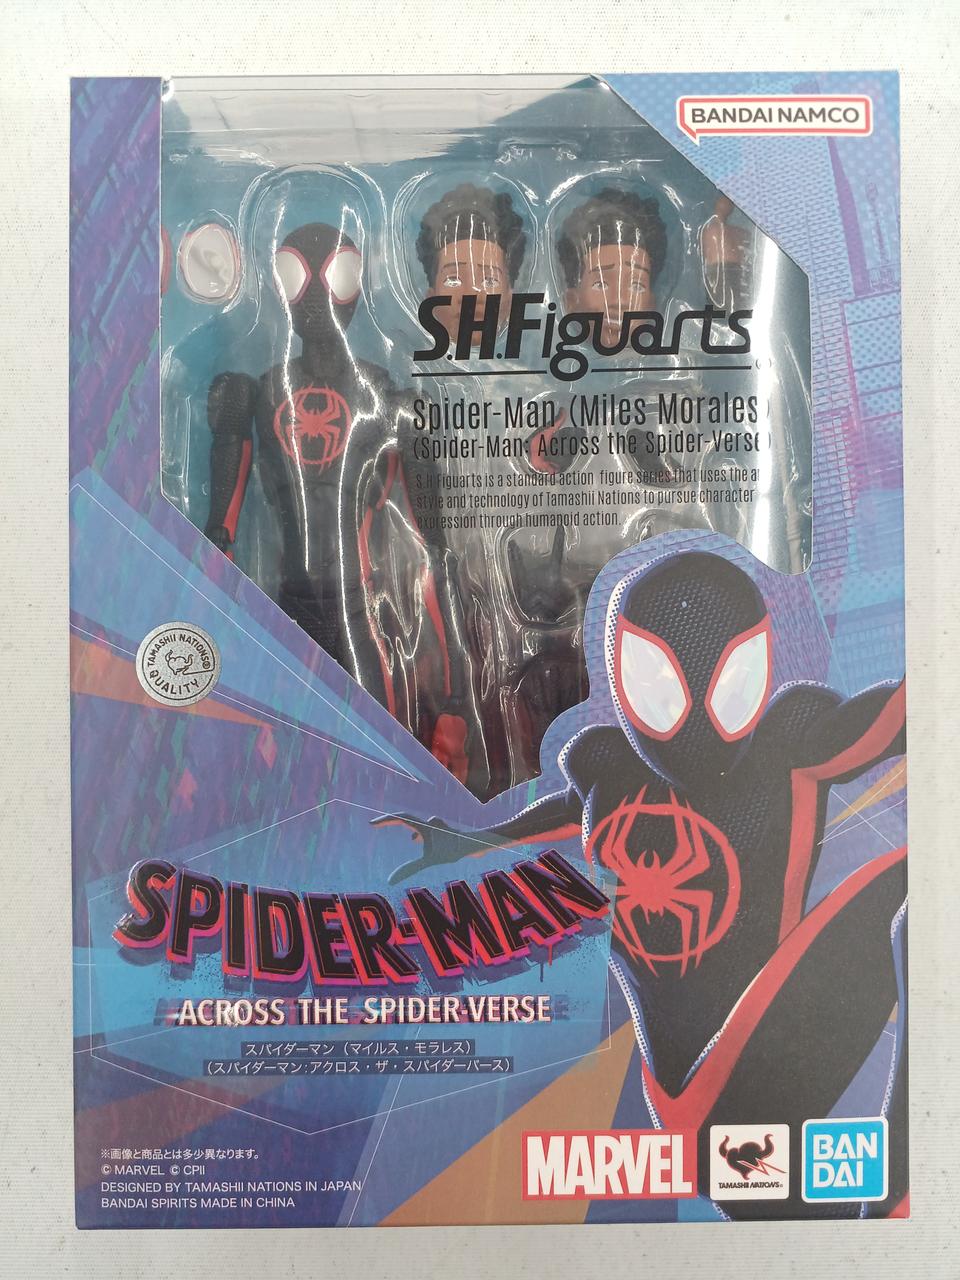 BANDAI NAMCO
S.H.Figuarts
Spider-Man (Miles Morales)
(Spider-Man: Across the Spider-Verse
S.H.Figuarts is a standard action figure series that uses the
style and technology of Tamashii Nations to pursue character
expression through humanoid action.
TAMASHII NATIONS®
QUALITY
SPIDER-MAN
ACROSS THE SPIDER-VERSE
スパイダーマン（マイルス・モラレス）
（スパイダーマン：アクロス・ザ・スパイダーバース）
※画像と商品とは多少異なります。
© MARVEL © CPII
DESIGNED BY TAMASHII NATIONS IN JAPAN
BANDAI SPIRITS MADE IN CHINA
MARVEL
TAMASHII NATIONS®
BAN
DAI